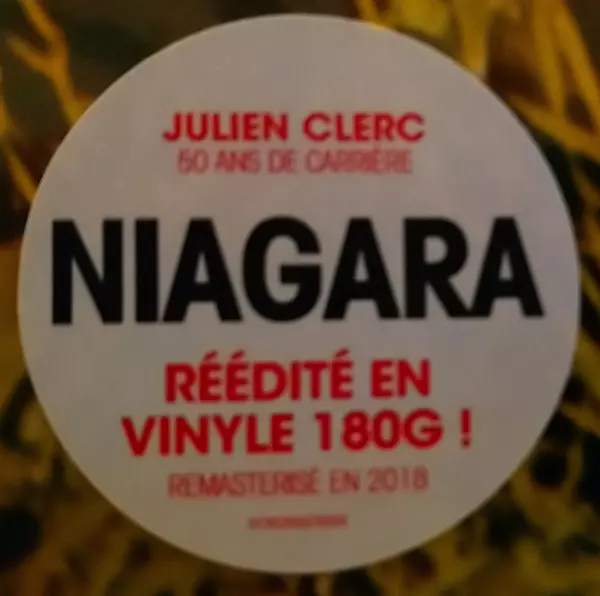 JULIEN CLERC
50 ANS DE CARRIÈRE
NIAGARA
RÉÉDITÉ EN
VINYLE 180G !
REMASTERISÉ EN 2018